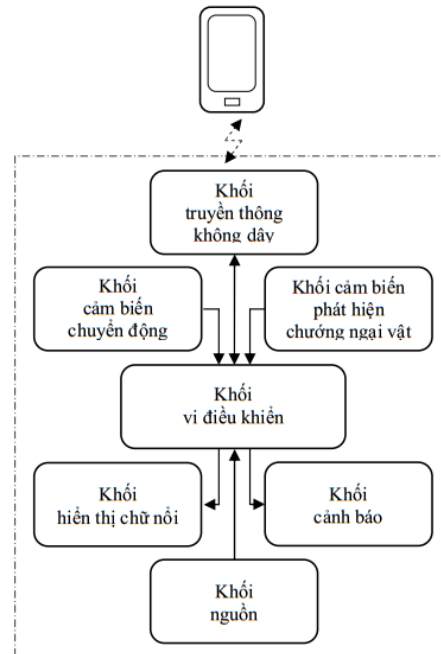 Khối
truyền thông
không dây
Khối
cảm biến
chuyển động
Khối cảm biến
phát hiện
chướng ngại vật
Khối
vi điều khiển
Khối
hiển thị chữ nổi
Khối
cảnh báo
Khối
nguồn